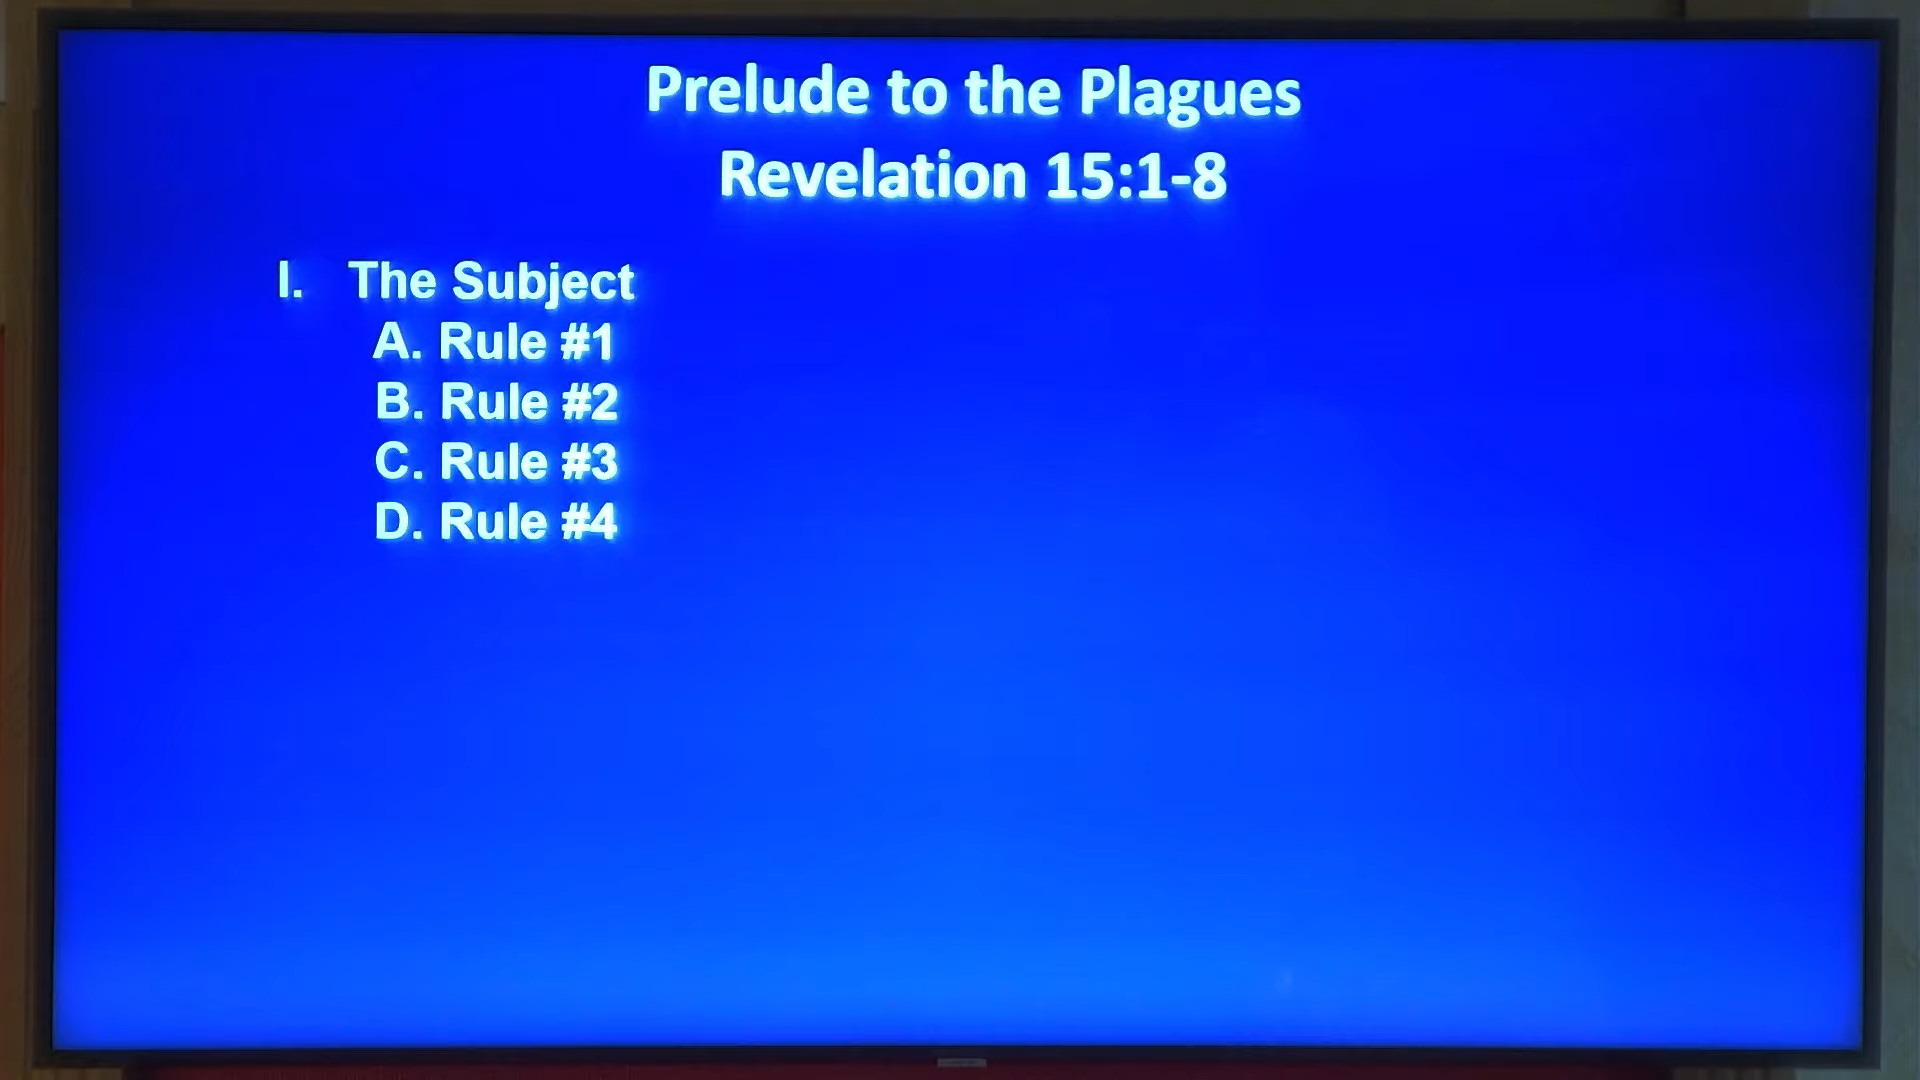 Prelude to the Plagues
Revelation 15:1-8
I. The Subject
A. Rule #1
B. Rule #2
C. Rule #3
D. Rule #4